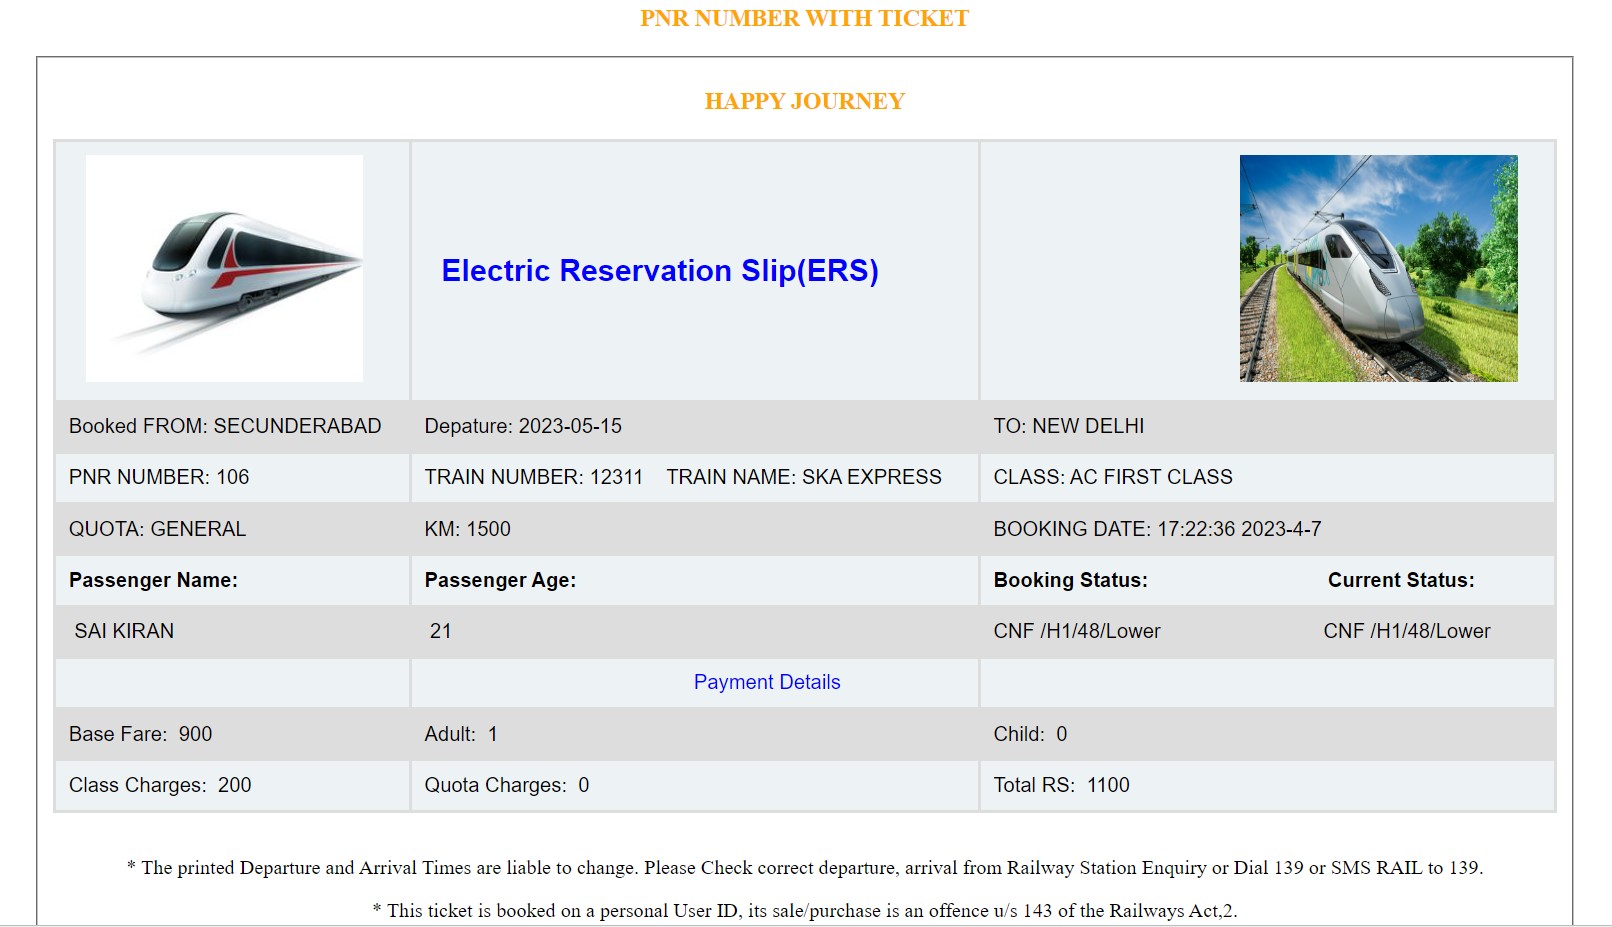 PNR NUMBER WITH TICKET
HAPPY JOURNEY
Electric Reservation Slip(ERS)
Booked FROM: SECUNDERABAD Depature: 2023-05-15 TO: NEW DELHI
PNR NUMBER: 106 TRAIN NUMBER: 12311 TRAIN NAME: SKA EXPRESS CLASS: AC FIRST CLASS
QUOTA: GENERAL KM: 1500 BOOKING DATE: 17:22:36 2023-4-7
Passenger Name: Passenger Age: Booking Status: Current Status:
SAI KIRAN 21 CNF /H1/48/Lower CNF /H1/48/Lower
Payment Details
Base Fare: 900 Adult: 1 Child: 0
Class Charges: 200 Quota Charges: 0 Total RS: 1100
* The printed Departure and Arrival Times are liable to change. Please Check correct departure, arrival from Railway Station Enquiry or Dial 139 or SMS RAIL to 139.
* This ticket is booked on a personal User ID, its sale/purchase is an offence u/s 143 of the Railways Act,2.